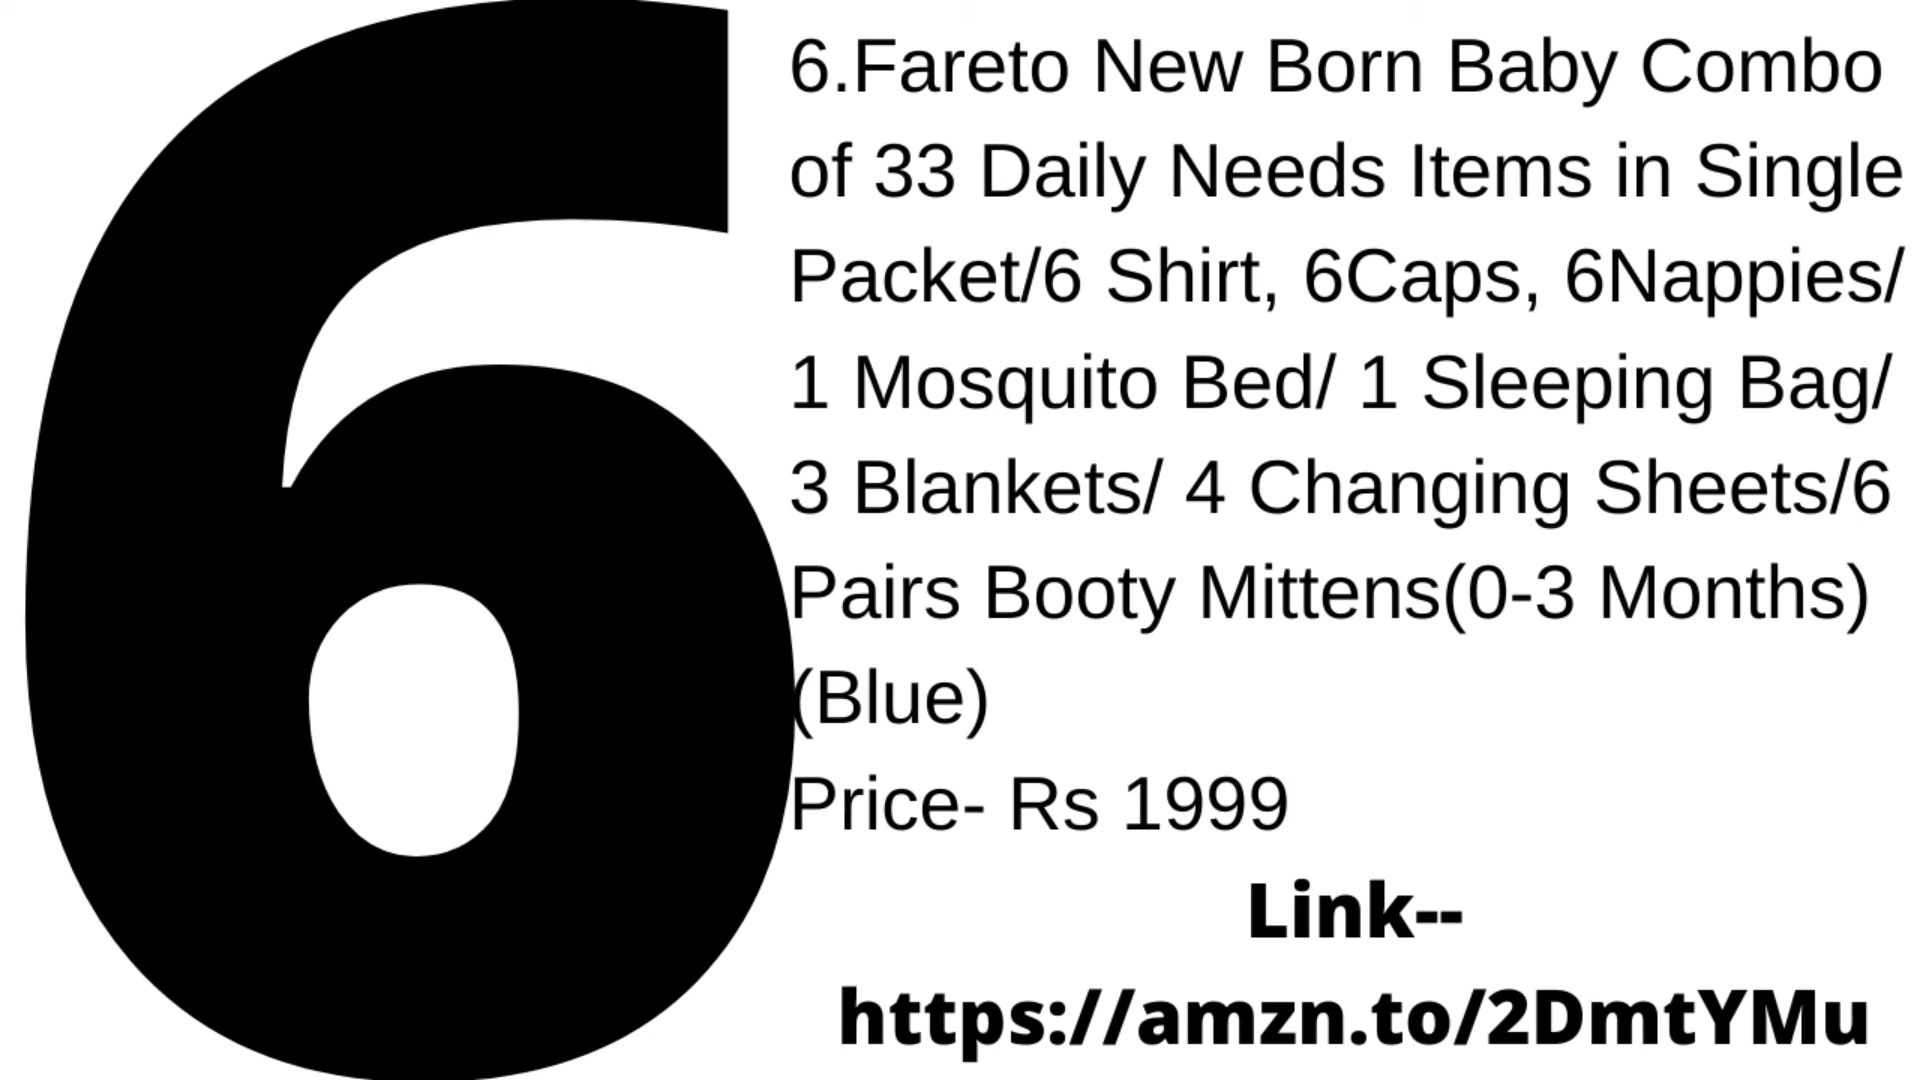 6
6.Fareto New Born Baby Combo
of 33 Daily Needs Items in Single
Packet/6 Shirt, 6Caps, 6Nappies/
1 Mosquito Bed/ 1 Sleeping Bag/
3 Blankets/ 4 Changing Sheets/6
Pairs Booty Mittens(0-3 Months)
(Blue)
Price- Rs 1999
Link--
https://amzn.to/2DmtYMu